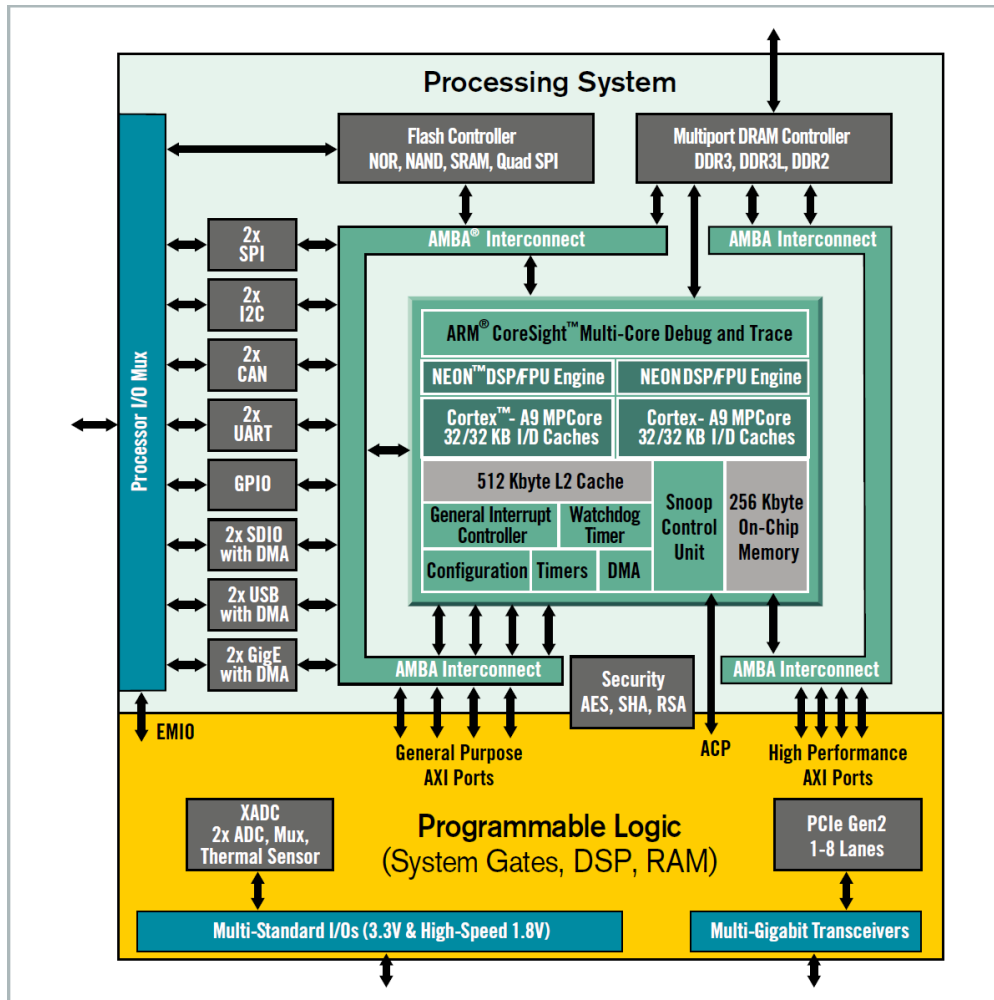 Processing System
Flash Controller
NOR, NAND, SRAM, Quad SPI
Multiport DRAM Controller
DDR3, DDR3L, DDR2
AMBA® Interconnect
AMBA Interconnect
Processor I/O Mux
2x
SPI
2x
I2C
2x
CAN
2x
UART
GPIO
2x SDIO
with DMA
2x USB
with DMA
2x GigE
with DMA
ARM® CoreSight™ Multi-Core Debug and Trace
NEON™ DSP/FPU Engine
NEON DSP/FPU Engine
Cortex™- A9 MPCore
32/32 KB I/D Caches
Cortex- A9 MPCore
32/32 KB I/D Caches
512 Kbyte L2 Cache
General Interrupt
Controller
Watchdog
Timer
Configuration
Timers
DMA
Snoop
Control
Unit
256 Kbyte
On-Chip
Memory
AMBA Interconnect
Security
AES, SHA, RSA
AMBA Interconnect
EMIO
General Purpose
AXI Ports
ACP
High Performance
AXI Ports
XADC
2x ADC, Mux,
Thermal Sensor
Programmable Logic
(System Gates, DSP, RAM)
PCIe Gen2
1-8 Lanes
Multi-Standard I/Os (3.3V & High-Speed 1.8V)
Multi-Gigabit Transceivers